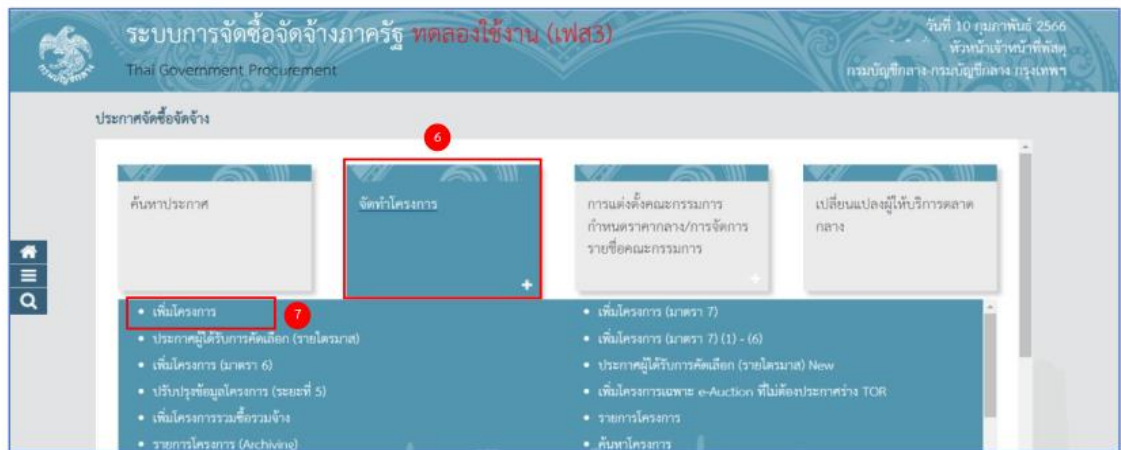 ระบบการจัดซื้อจัดจ้างภาครัฐ ทดลองใช้งาน (เฟส3)
Thai Government Procurement
วันที่ 10 กุมภาพันธ์ 2566
หัวหน้าเจ้าหน้าที่พัสดุ
กรมบัญชีกลาง-กรมบัญชีกลาง กรุงเทพฯ
ประกาศจัดซื้อจัดจ้าง
6
ค้นหาประกาศ
จัดทำโครงการ
การแต่งตั้งคณะกรรมการ
กำหนดราคากลาง/การจัดการ
รายชื่อคณะกรรมการ
เปลี่ยนแปลงผู้ให้บริการตลาด
กลาง
• เพิ่มโครงการ
7
• ประกาศผู้ได้รับการคัดเลือก (รายไตรมาส)
• เพิ่มโครงการ (มาตรา 6)
• ปรับปรุงข้อมูลโครงการ (ระยะที่ 5)
• เพิ่มโครงการรวมซื้อรวมจ้าง
• รายการโครงการ (Archiving)
• เพิ่มโครงการ (มาตรา 7)
• เพิ่มโครงการ (มาตรา 7) (1) - (6)
• ประกาศผู้ได้รับการคัดเลือก (รายไตรมาส) New
• เพิ่มโครงการเฉพาะ e-Auction ที่ไม่ต้องประกาศร่าง TOR
• รายการโครงการ
• ค้นหาโครงการ